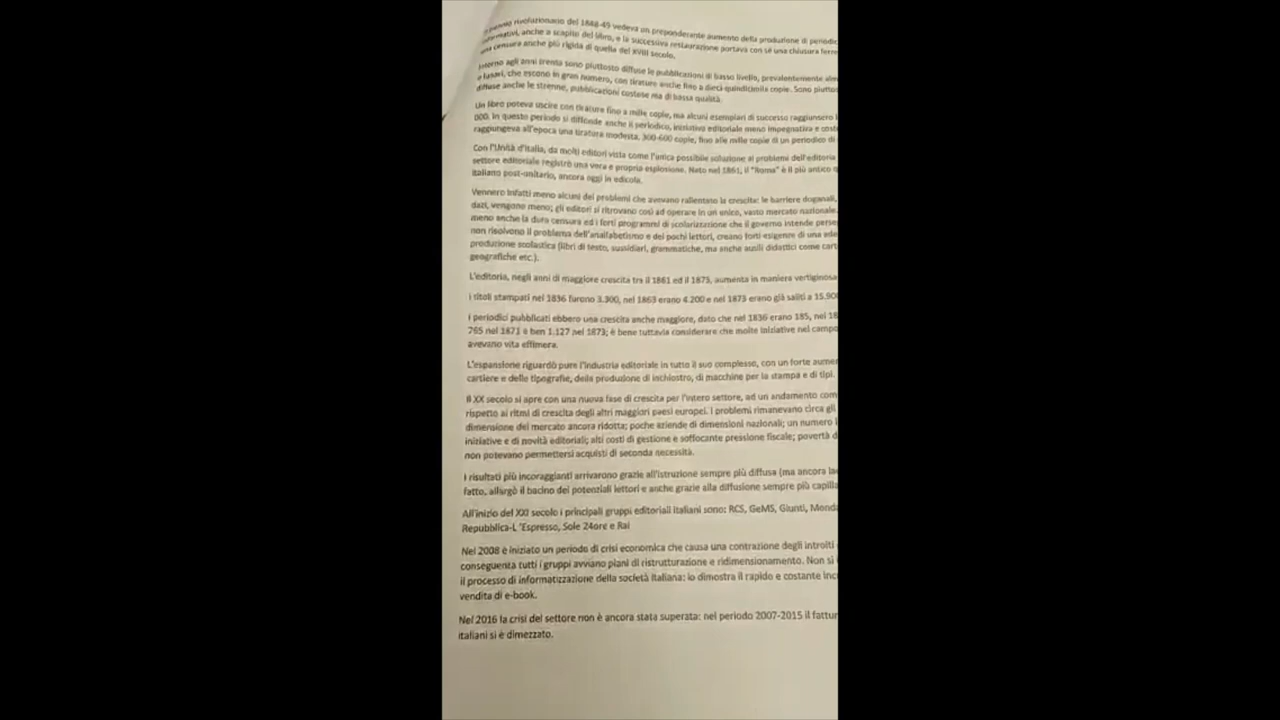 rivoluzionario del 1848-49 vedeva un preponderante aumento della produzione di periodic
informativi, anche a scapito del libro, e la successiva restaurazione portava con sé una chiusura ferre
una censura anche più rigida di quella del XVIII secolo.
Intorno agli anni trenta sono piuttosto diffuse le pubblicazioni di basso livello, prevalentemente alm
e lunari, che escono in gran numero, con tirature anche fino a dieci quindicimila copie. Sono piuttos
diffuse anche le strenne, pubblicazioni costose ma di bassa qualità.
Un libro poteva uscire con tirature fino a mille copie, ma alcuni esemplari di successo raggiunsero l
000. In questo periodo si diffonde anche il periodico, iniziativa editoriale meno impegnativa e costo
raggiungeva all'epoca una tiratura modesta, 300-600 copie, fino alle mille copie di un periodico di
Con l'Unità d'Italia, da molti editori vista come l'unica possibile soluzione ai problemi dell'editoria
settore editoriale registrò una vera e propria esplosione. Nato nel 1861, il "Roma" è il più antico q
italiano post-unitario, ancora oggi in edicola.
Vennero infatti meno alcuni dei problemi che avevano rallentato la crescita: le barriere doganali,
dazi, vengono meno; gli editori si ritrovano così ad operare in un unico, vasto mercato nazionale.
meno anche la dura censura ed i forti programmi di scolarizzazione che il governo intende perse
non risolvono il problema dell'analfabetismo e dei pochi lettori, creano forti esigenze di una ade
produzione scolastica (libri di testo, sussidiari, grammatiche, ma anche ausili didattici come cart
geografiche etc.).
L'editoria, negli anni di maggiore crescita tra il 1861 ed il 1873, aumenta in maniera vertiginosa
I titoli stampati nel 1836 furono 3.300, nel 1863 erano 4.200 e nel 1873 erano già saliti a 15.900
I periodici pubblicati ebbero una crescita anche maggiore, dato che nel 1836 erano 185, nel 18
765 nel 1871 e ben 1.127 nel 1873; è bene tuttavia considerare che molte iniziative nel campo
avevano vita effimera.
L'espansione riguardò pure l'industria editoriale in tutto il suo complesso, con un forte aumen
cartiere e delle tipografie, della produzione di inchiostro, di macchine per la stampa e di tipi.
Il XX secolo si apre con una nuova fase di crescita per l'intero settore, ad un andamento com
rispetto ai ritmi di crescita degli altri maggiori paesi europei. I problemi rimanevano circa gli
dimensione del mercato ancora ridotta; poche aziende di dimensioni nazionali; un numero i
iniziative e di novità editoriali; alti costi di gestione e soffocante pressione fiscale; povertà d
non potevano permettersi acquisti di seconda necessità.
I risultati più incoraggianti arrivarono grazie all'istruzione sempre più diffusa (ma ancora lac
fatto, allargò il bacino dei potenziali lettori e anche grazie alla diffusione sempre più capilla
All'inizio del XXI secolo i principali gruppi editoriali italiani sono: RCS, GeMS, Giunti, Monda
Repubblica-L 'Espresso, Sole 24ore e Rai
Nel 2008 è iniziato un periodo di crisi economica che causa una contrazione degli introiti
conseguenza tutti i gruppi avviano piani di ristrutturazione e ridimensionamento. Non si
il processo di informatizzazione della società italiana: lo dimostra il rapido e costante incr
vendita di e-book.
Nel 2016 la crisi del settore non è ancora stata superata: nel periodo 2007-2015 il fattur
italiani si è dimezzato.